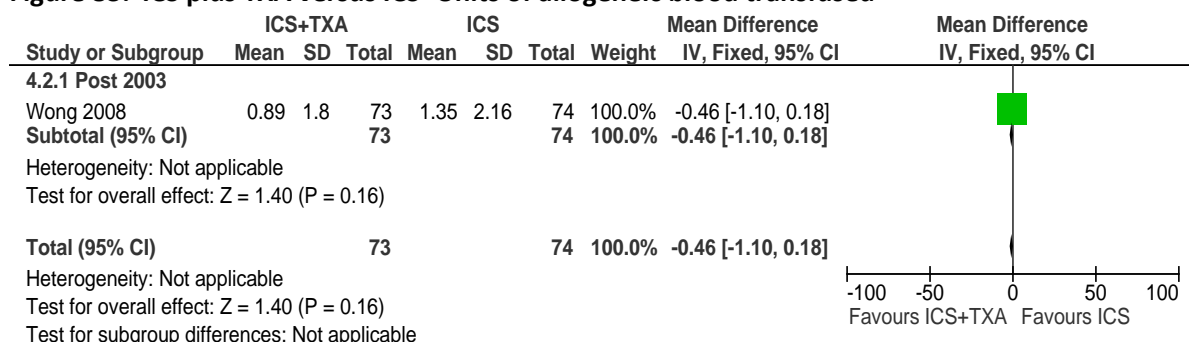 ICS+TXA ICS Mean Difference Mean Difference
Study or Subgroup Mean SD Total Mean SD Total Weight IV, Fixed, 95% CI IV, Fixed, 95% CI
4.2.1 Post 2003
Wong 2008 0.89 1.8 73 1.35 2.16 74 100.0% -0.46 [-1.10, 0.18]
Subtotal (95% CI) 73 74 100.0% -0.46 [-1.10, 0.18]
Heterogeneity: Not applicable
Test for overall effect: Z = 1.40 (P = 0.16)
Total (95% CI) 73 74 100.0% -0.46 [-1.10, 0.18]
Heterogeneity: Not applicable
Test for overall effect: Z = 1.40 (P = 0.16)
Test for subgroup differences: Not applicable
-100 -50 0 50 100
Favours ICS+TXA Favours ICS